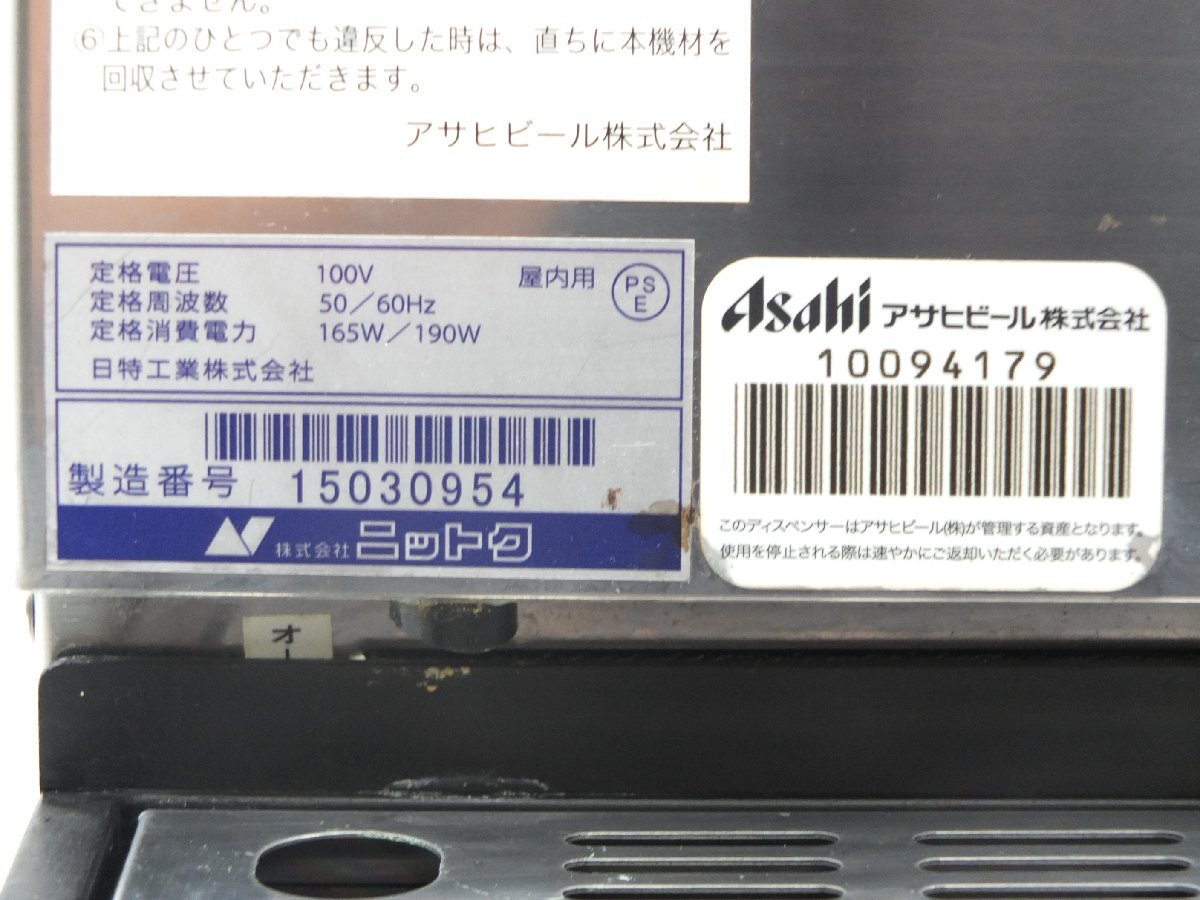 できません。
⑥上記のひとつでも違反した時は、直ちに本機材を
回収させていただきます。
アサヒビール株式会社
定格電圧 100V 屋内用 PSE
定格周波数 50/60Hz
定格消費電力 165W/190W
日特工業株式会社
製造番号 15030954
株式会社 ニットク
Asahi アサヒビール株式会社
10094179
このディスペンサーはアサヒビール(株)が管理する資産となります。
使用を停止される際は速やかにご返却いただく必要があります。
オー